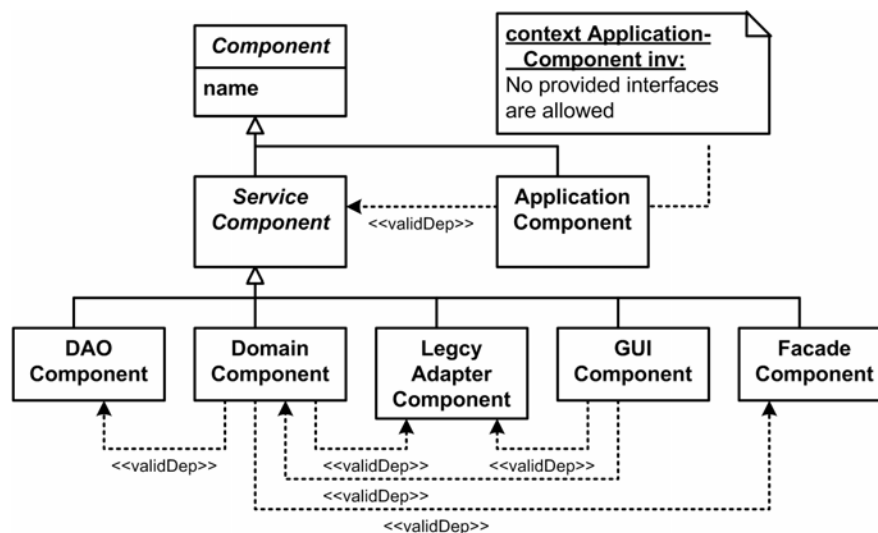 Component
name
context Application-
Component inv:
No provided interfaces
are allowed
Service
Component
<<validDep>>
Application
Component
DAO
Component
Domain
Component
Legcy
Adapter
Component
GUI
Component
Facade
Component
<<validDep>>
<<validDep>>
<<validDep>>
<<validDep>>
<<validDep>>